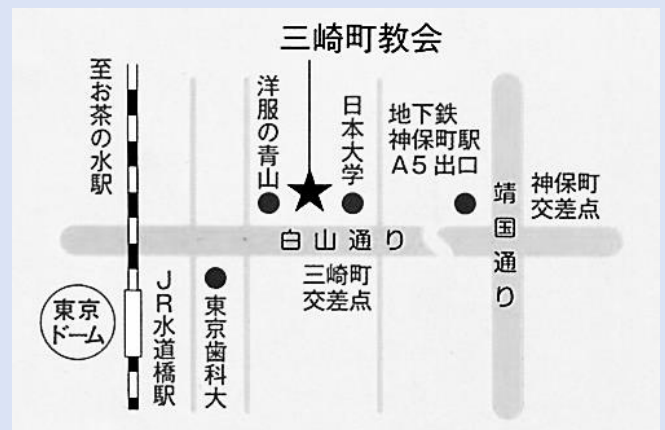 三崎町教会
至お茶の水駅
洋服の青山
日本大学
地下鉄
神保町駅
A5出口
靖国通り
神保町
交差点
白山通り
三崎町
交差点
東京
ドーム
JR水道橋駅
東京歯科大